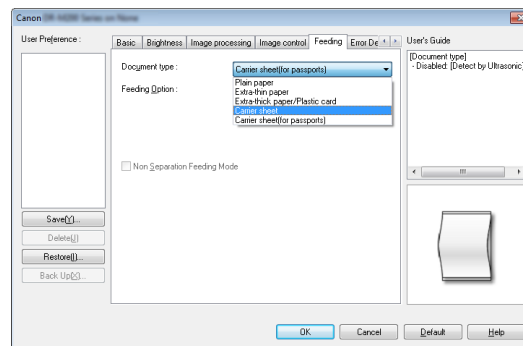 Canon
User Preference :
Basic
Brightness
Image processing
Image control
Feeding
Error De
User's Guide
Document type :
Carrier sheet(for passports)
[Document type]
- Disabled: [Detect by Ultrasonic]
Feeding Option :
Plain paper
Extra-thin paper
Extra-thick paper/Plastic card
Carrier sheet
Carrier sheet(for passports)
Non Separation Feeding Mode
Save(Y)...
Delete(J)
Restore(I)...
Back Up(X)...
OK
Cancel
Default
Help